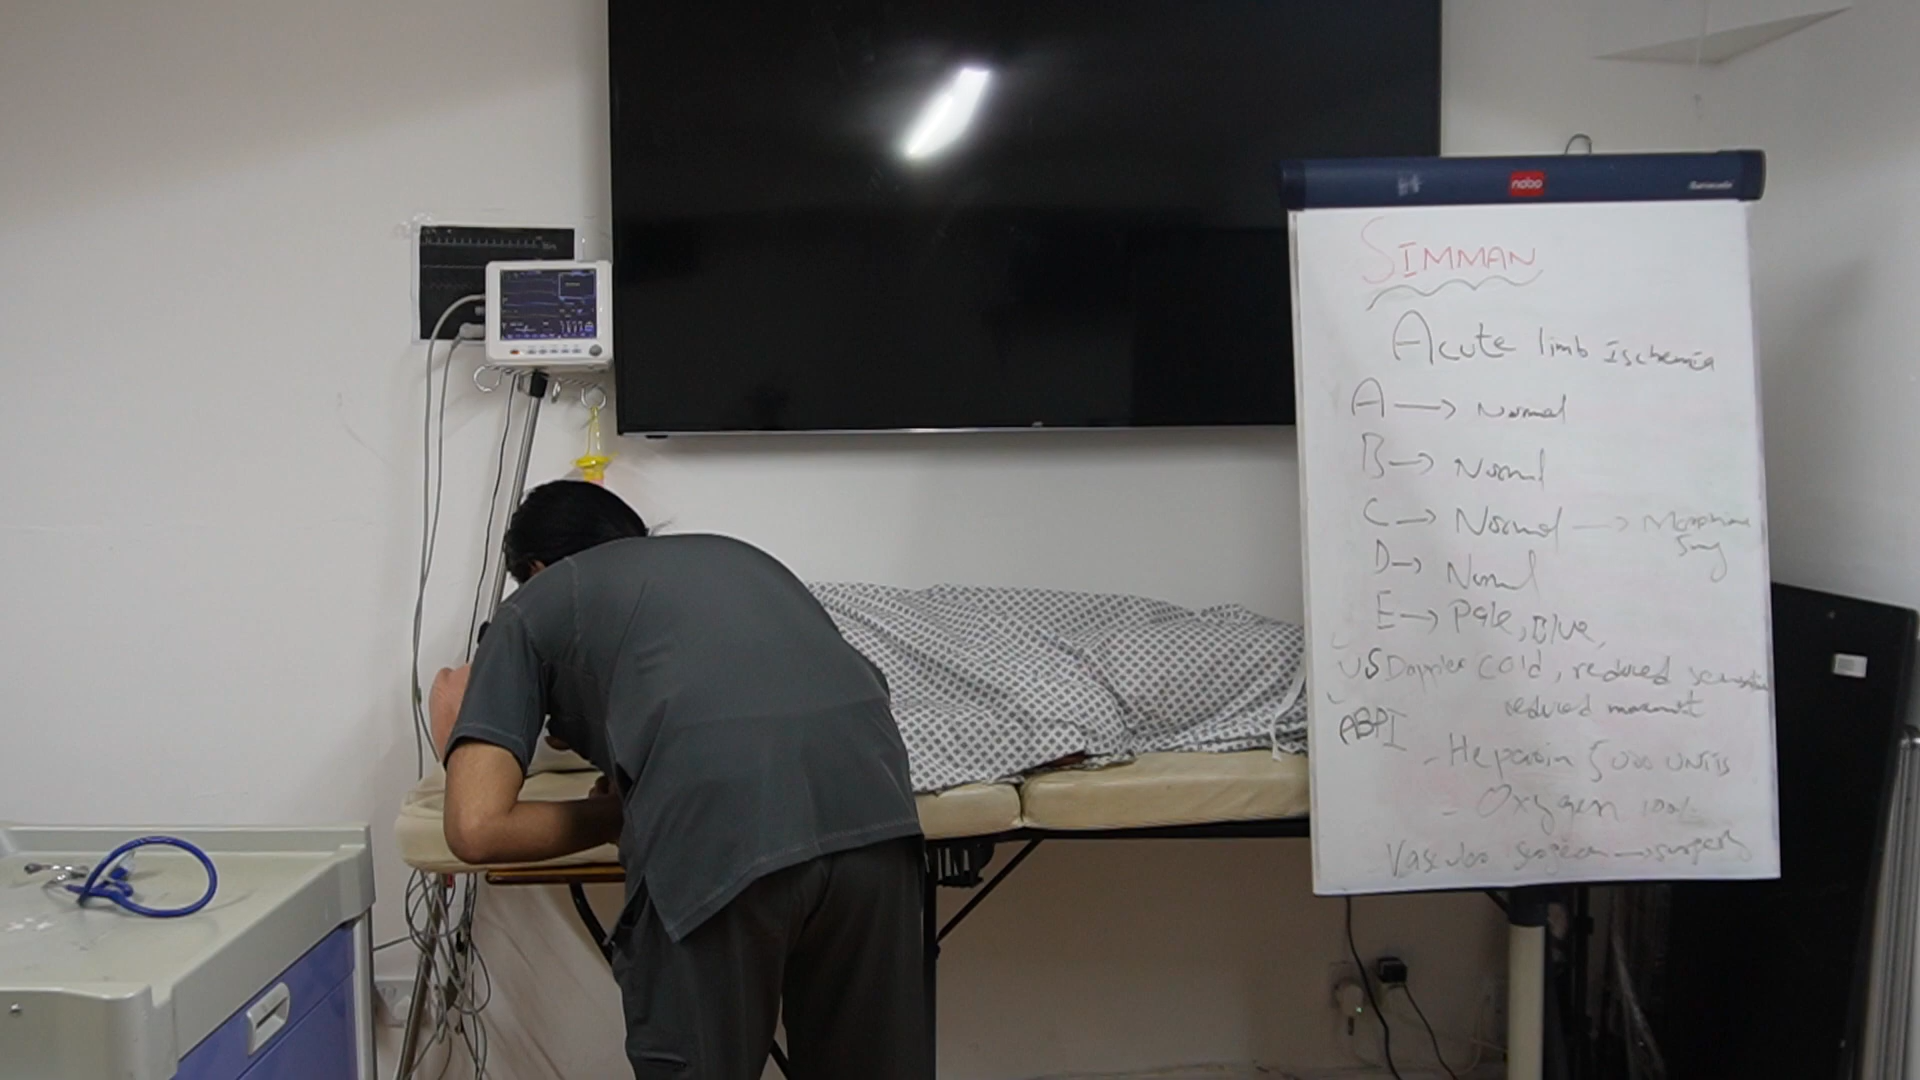 nobo
Barracuda
SIMMAN
Acute limb Ischemia
A → Normal
B → Normal
C → Normal → Morphine
5mg
D → Normal
E → Pale, Blue,
US Doppler cold, reduced sensation
reduced movement
ABPI
- Heparin 5000 UNITS
- Oxygen 100%
Vascular surgeon → surgery